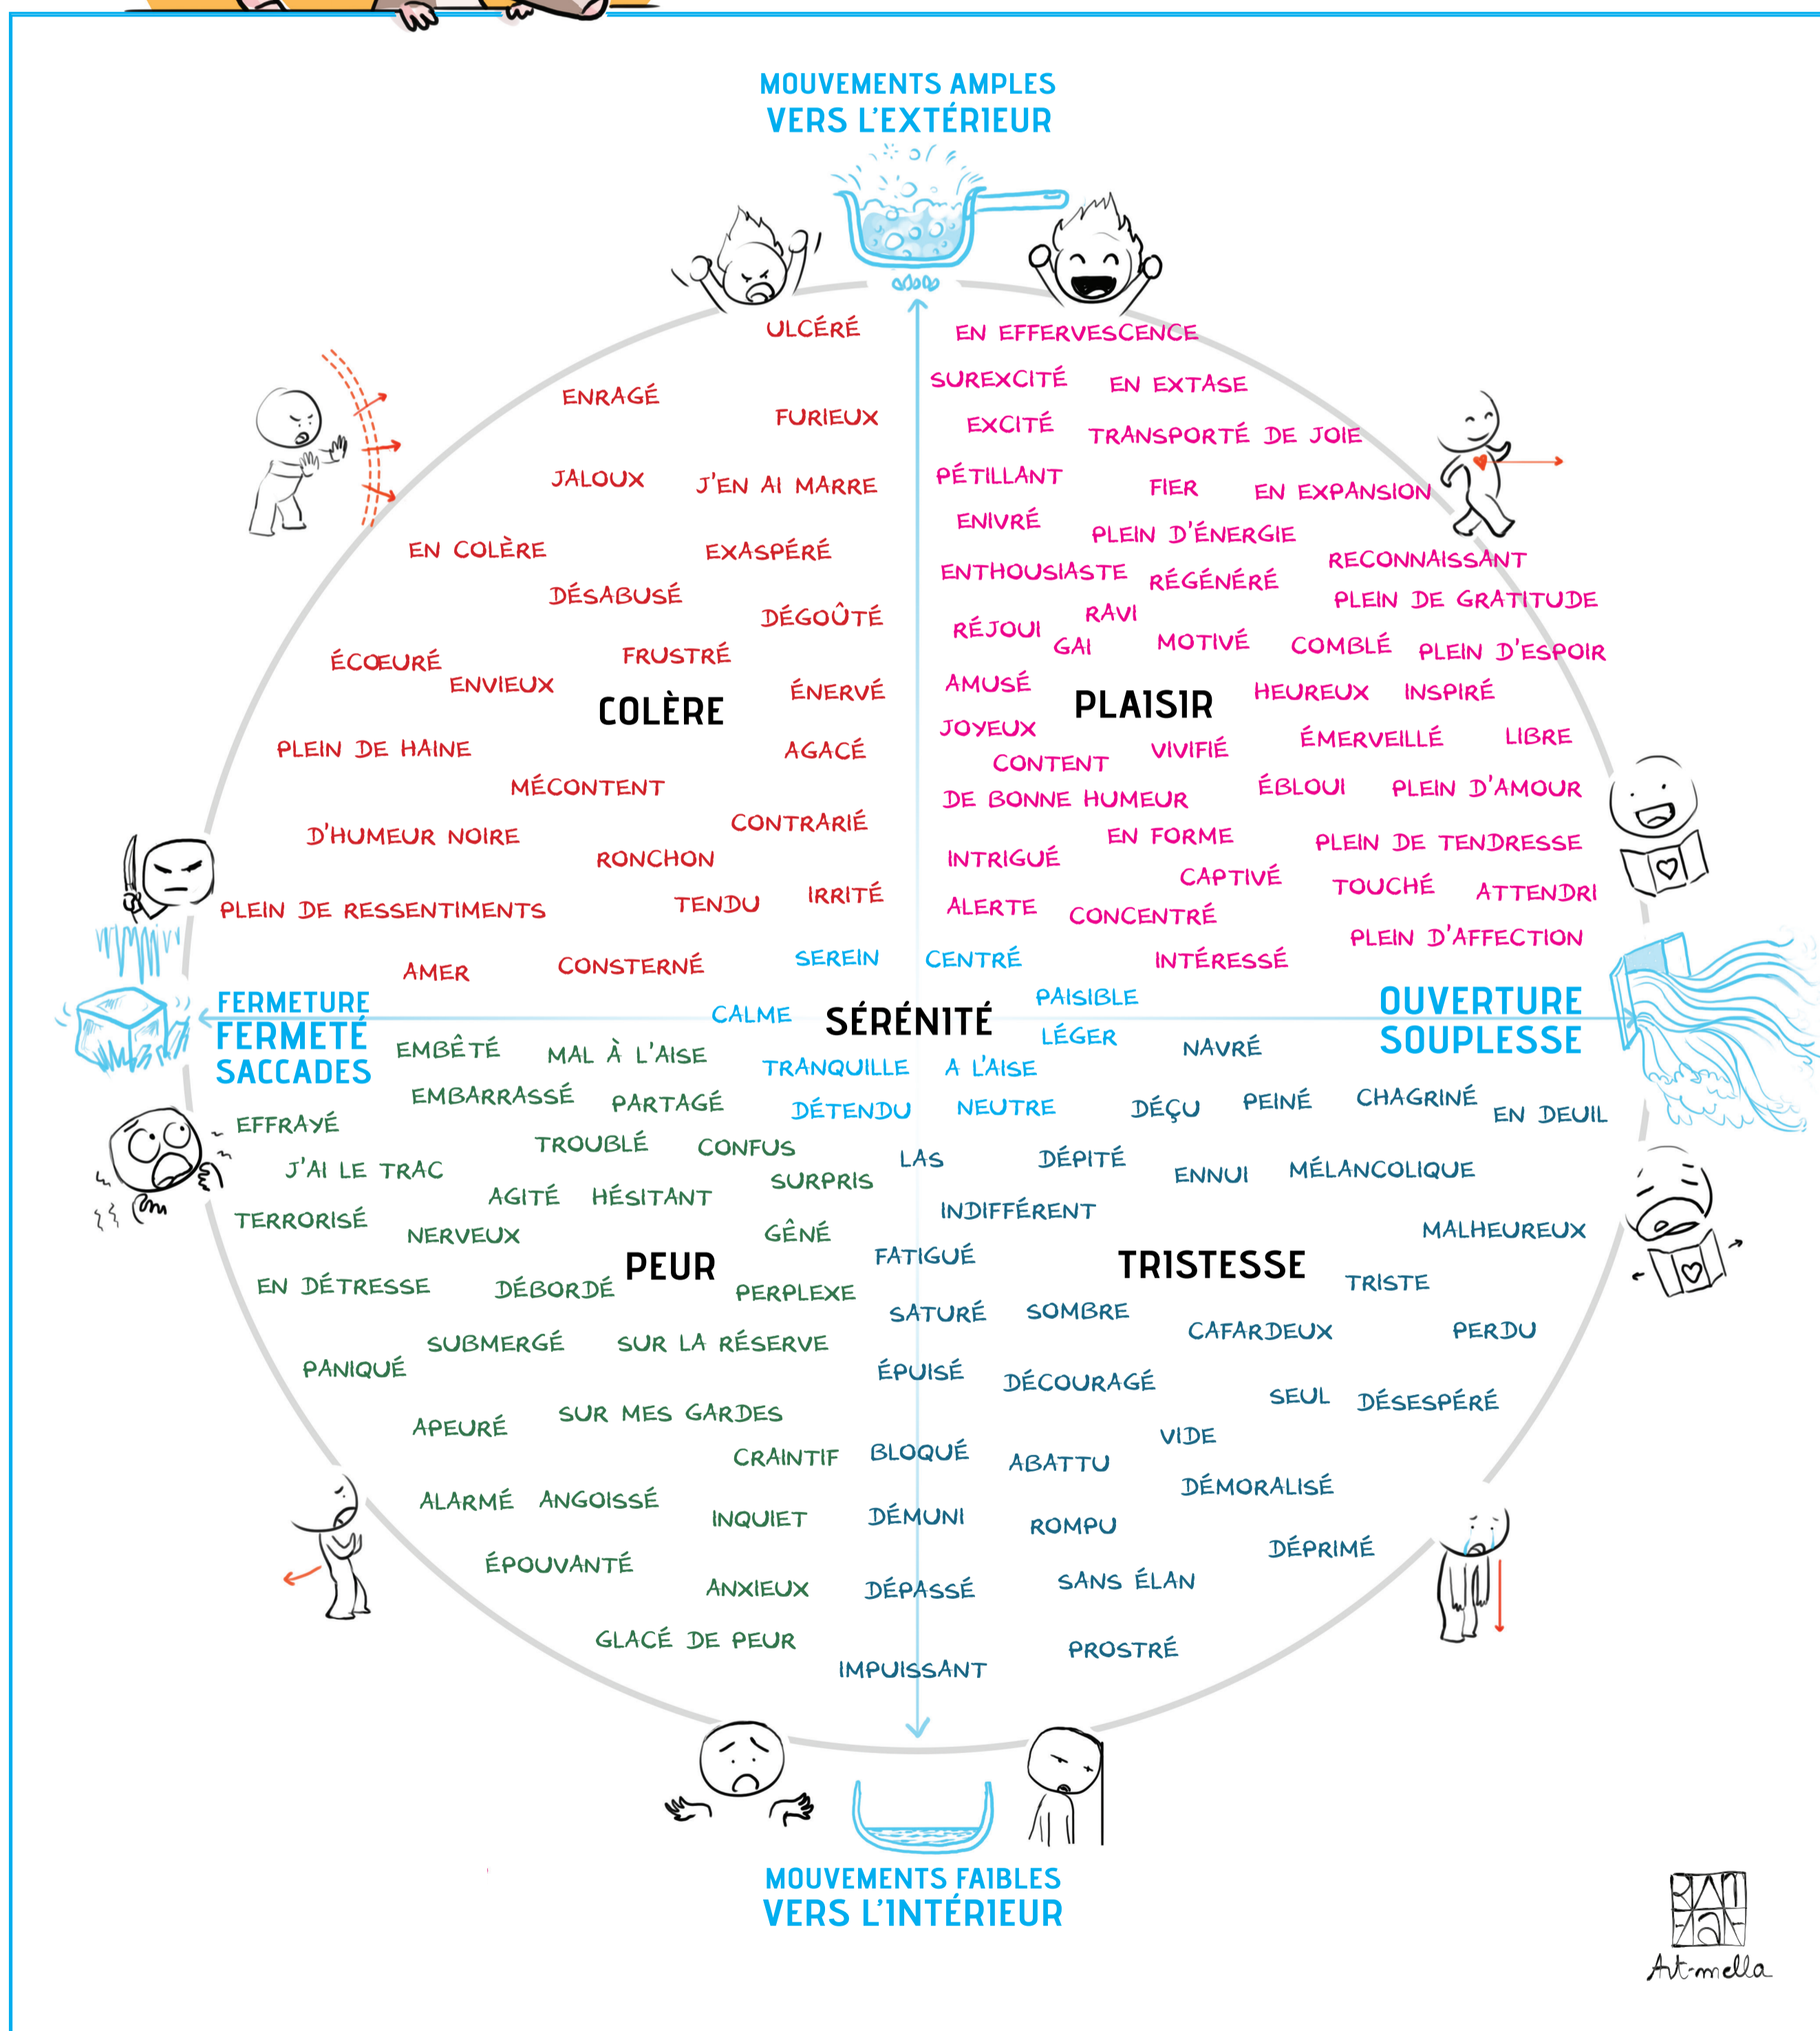 MOUVEMENTS AMPLES
VERS L'EXTÉRIEUR
ULCÉRÉ
ENRAGÉ
FURIEUX
JALOUX
J'EN AI MARRE
EN COLÈRE
EXASPÉRÉ
DÉSABUSÉ
DÉGOÛTÉ
ÉCŒURÉ
FRUSTRÉ
ENVIEUX
ÉNERVÉ
COLÈRE
PLEIN DE HAINE
AGACÉ
MÉCONTENT
CONTRARIÉ
D'HUMEUR NOIRE
RONCHON
IRRITÉ
TENDU
PLEIN DE RESSENTIMENTS
CONSTERNÉ
AMER
EN EFFERVESCENCE
SUREXCITÉ
EN EXTASE
EXCITÉ
TRANSPORTÉ DE JOIE
PÉTILLANT
FIER
EN EXPANSION
ENIVRÉ
PLEIN D'ÉNERGIE
RECONNAISSANT
ENTHOUSIASTE
RÉGÉNÉRÉ
PLEIN DE GRATITUDE
RAVI
RÉJOUI
GAI
MOTIVÉ
COMBLÉ
PLEIN D'ESPOIR
AMUSÉ
PLAISIR
HEUREUX
INSPIRÉ
JOYEUX
VIVIFIÉ
ÉMERVEILLÉ
LIBRE
CONTENT
DE BONNE HUMEUR
ÉBLOUI
PLEIN D'AMOUR
EN FORME
PLEIN DE TENDRESSE
INTRIGUÉ
CAPTIVÉ
TOUCHÉ
ATTENDRI
ALERTE
CONCENTRÉ
PLEIN D'AFFECTION
INTÉRESSÉ
SEREIN
CENTRÉ
PAISIBLE
CALME
SÉRÉNITÉ
LÉGER
TRANQUILLE
A L'AISE
DÉTENDU
NEUTRE
FERMETURE
FERMETÉ
SACCADES
OUVERTURE
SOUPLESSE
EMBÊTÉ
MAL À L'AISE
EMBARRASSÉ
PARTAGÉ
EFFRAYÉ
TROUBLÉ
CONFUS
J'AI LE TRAC
SURPRIS
AGITÉ
HÉSITANT
TERRORISÉ
NERVEUX
GÊNÉ
PEUR
EN DÉTRESSE
DÉBORDÉ
PERPLEXE
SUBMERGÉ
SUR LA RÉSERVE
PANIQUÉ
APEURÉ
SUR MES GARDES
CRAINTIF
ALARMÉ
ANGOISSÉ
INQUIET
ÉPOUVANTÉ
ANXIEUX
GLACÉ DE PEUR
NAVRÉ
DÉÇU
PEINÉ
CHAGRINÉ
EN DEUIL
LAS
DÉPITÉ
ENNUI
MÉLANCOLIQUE
INDIFFÉRENT
MALHEUREUX
FATIGUÉ
TRISTESSE
TRISTE
SATURÉ
SOMBRE
CAFARDEUX
PERDU
ÉPUISÉ
DÉCOURAGÉ
SEUL
DÉSESPÉRÉ
VIDE
BLOQUÉ
ABATTU
DÉMORALISÉ
DÉMUNI
ROMPU
DÉPRIMÉ
DÉPASSÉ
SANS ÉLAN
PROSTRÉ
IMPUISSANT
MOUVEMENTS FAIBLES
VERS L'INTÉRIEUR
Art-mella